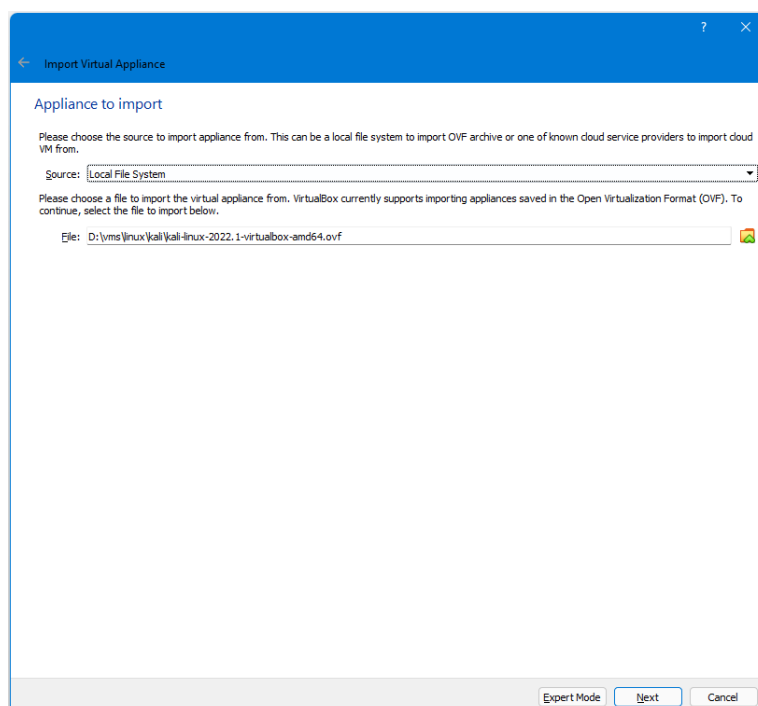 ?
Import Virtual Appliance
Appliance to import
Please choose the source to import appliance from. This can be a local file system to import OVF archive or one of known cloud service providers to import cloud
VM from.
Source: Local File System
Please choose a file to import the virtual appliance from. VirtualBox currently supports importing appliances saved in the Open Virtualization Format (OVF). To
continue, select the file to import below.
File: D:\vms\linux\kali\kali-linux-2022.1-virtualbox-amd64.ovf
Expert Mode Next Cancel